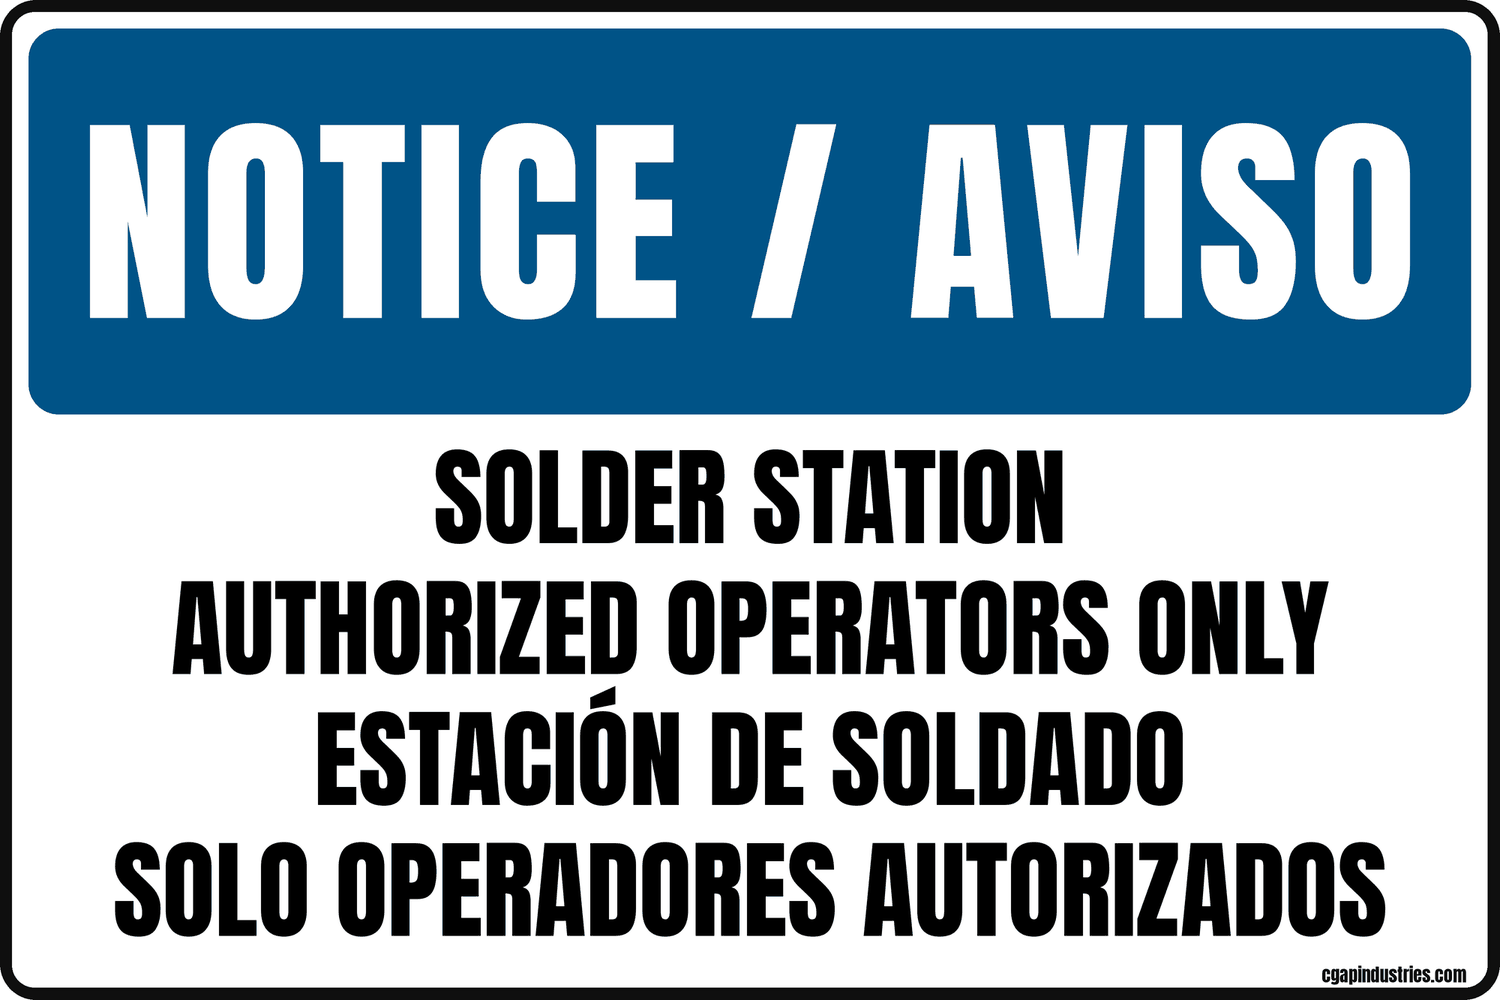 NOTICE / AVISO
SOLDER STATION
AUTHORIZED OPERATORS ONLY
ESTACIÓN DE SOLDADO
SOLO OPERADORES AUTORIZADOS
cgapindustries.com